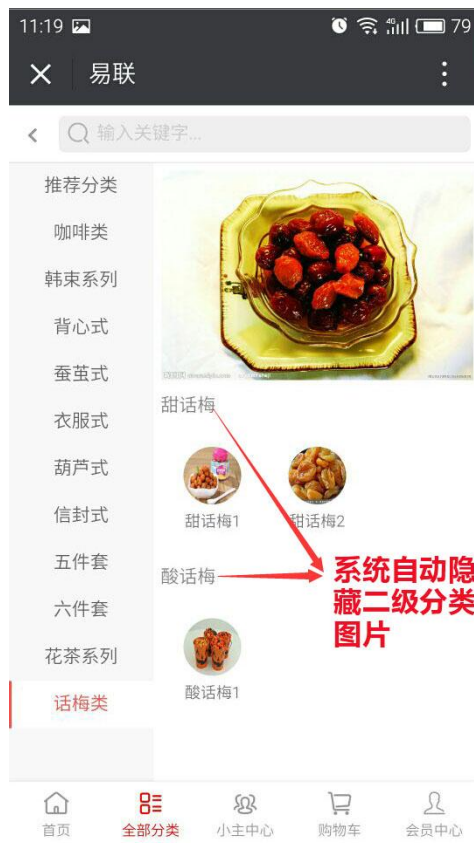 11:19
4G
79
易联
输入关键字...
推荐分类
咖啡类
韩束系列
背心式
蚕茧式
衣服式
葫芦式
信封式
五件套
六件套
花茶系列
话梅类
甜话梅
甜话梅1
甜话梅2
酸话梅
酸话梅1
系统自动隐
藏二级分类
图片
首页
全部分类
小主中心
购物车
会员中心